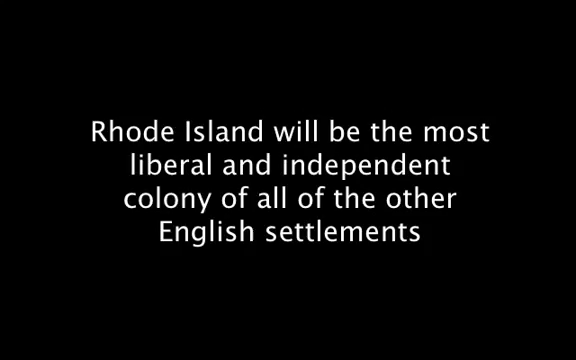 Rhode Island will be the most
liberal and independent
colony of all of the other
English settlements